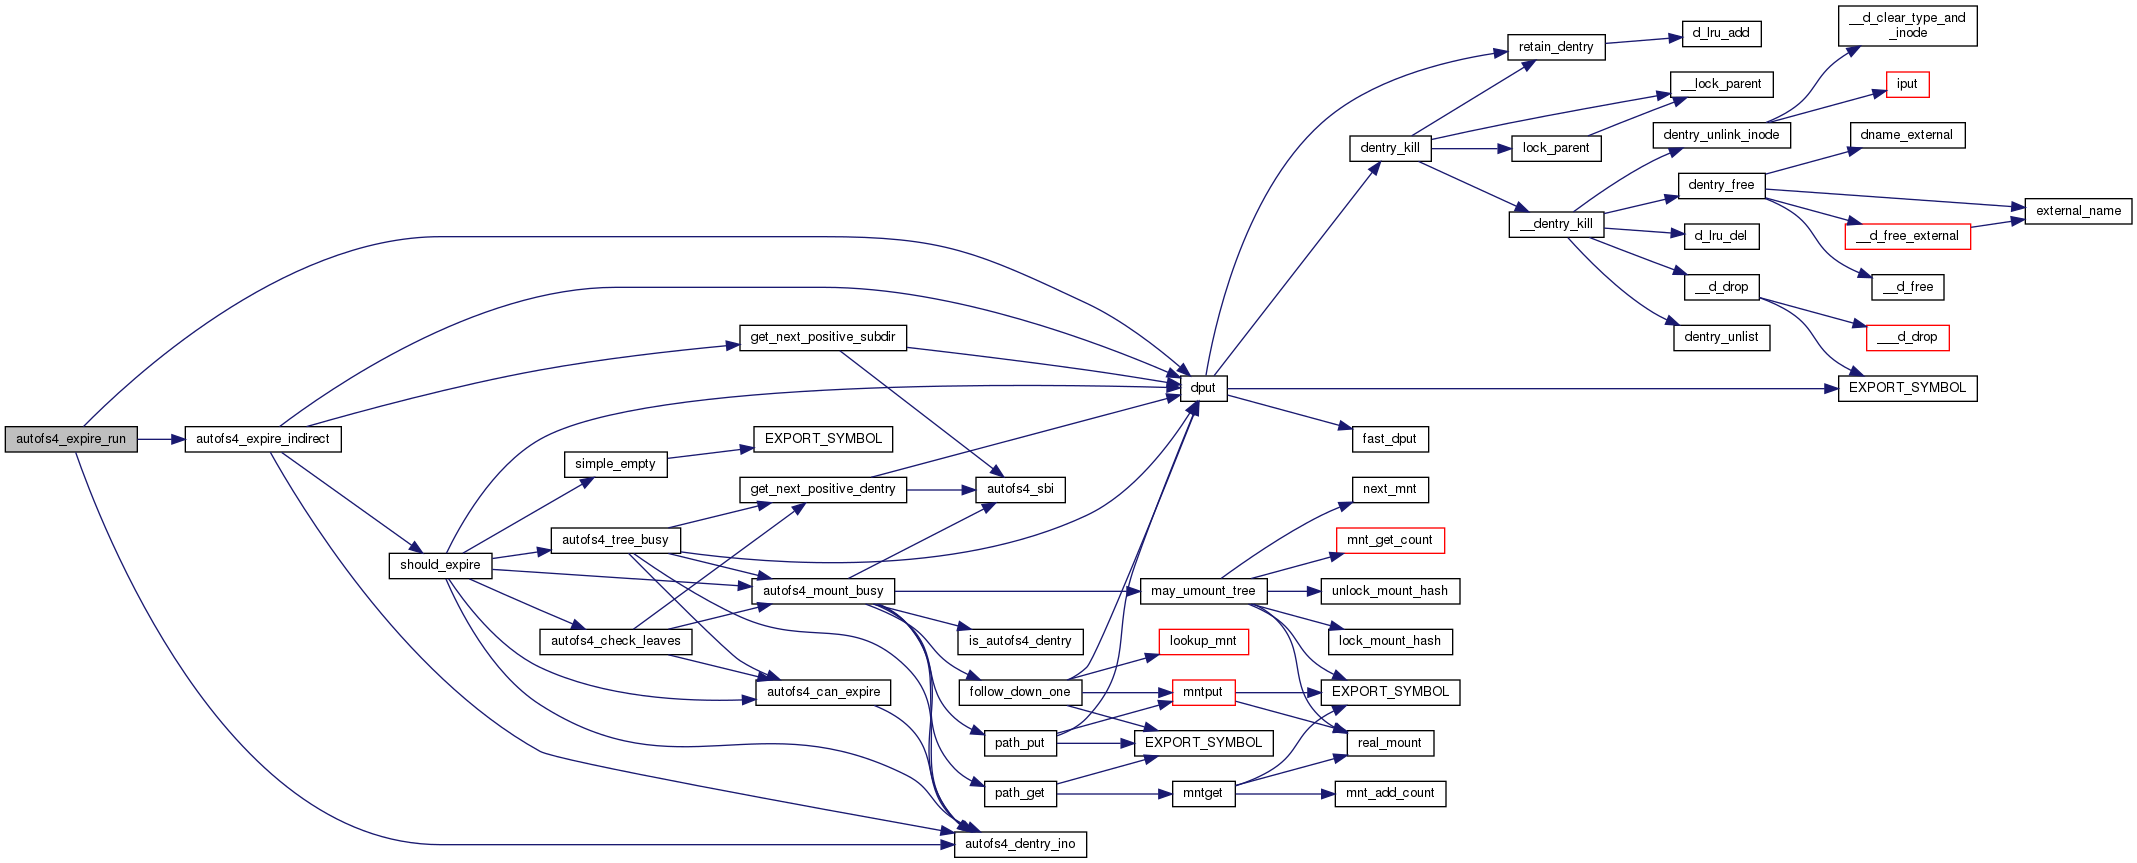 __d_clear_type_and
_inode
d_lru_add
retain_dentry
iput
__lock_parent
dentry_unlink_inode
dname_external
dentry_kill
lock_parent
dentry_free
external_name
__dentry_kill
d_lru_del
__d_free_external
__d_drop
__d_free
get_next_positive_subdir
dentry_unlist
___d_drop
dput
EXPORT_SYMBOL
autofs4_expire_run
autofs4_expire_indirect
EXPORT_SYMBOL
fast_dput
simple_empty
get_next_positive_dentry
autofs4_sbi
next_mnt
autofs4_tree_busy
mnt_get_count
should_expire
autofs4_mount_busy
may_umount_tree
unlock_mount_hash
autofs4_check_leaves
is_autofs4_dentry
lookup_mnt
lock_mount_hash
autofs4_can_expire
follow_down_one
mntput
EXPORT_SYMBOL
path_put
EXPORT_SYMBOL
real_mount
path_get
mntget
mnt_add_count
autofs4_dentry_ino